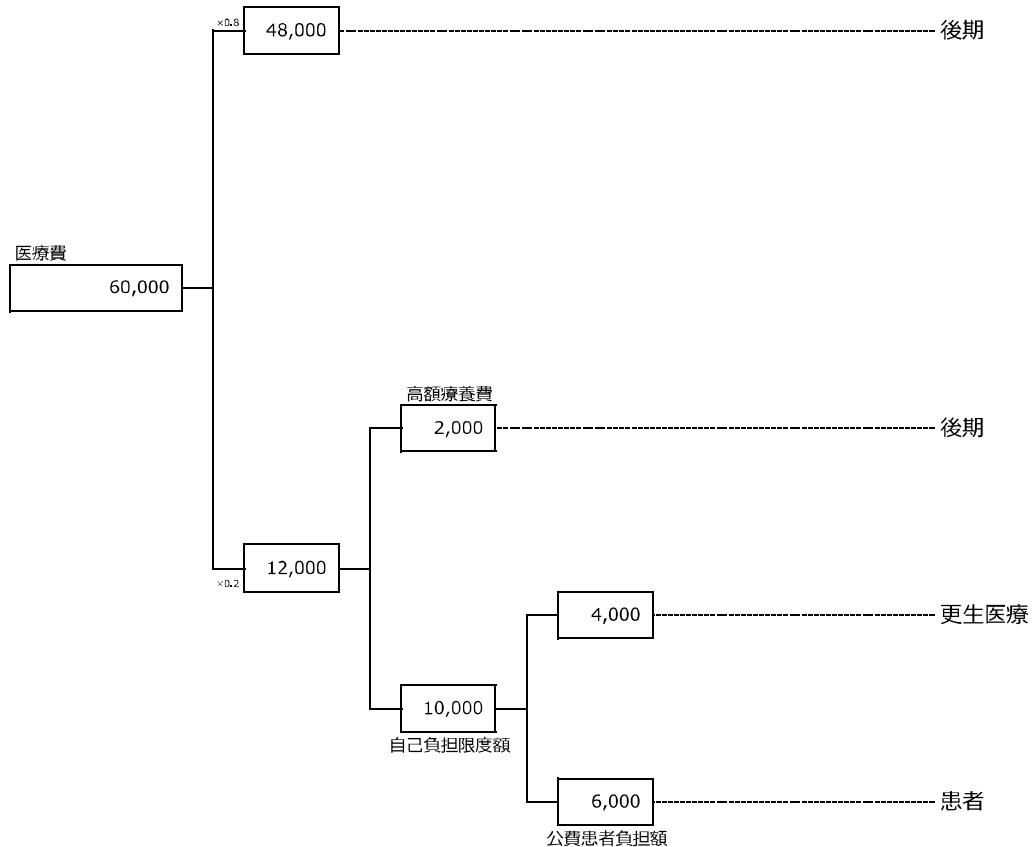 ×0.8
48,000
後期
医療費
60,000
高額療養費
2,000
後期
12,000
×0.2
4,000
更生医療
10,000
自己負担限度額
6,000
患者
公費患者負担額